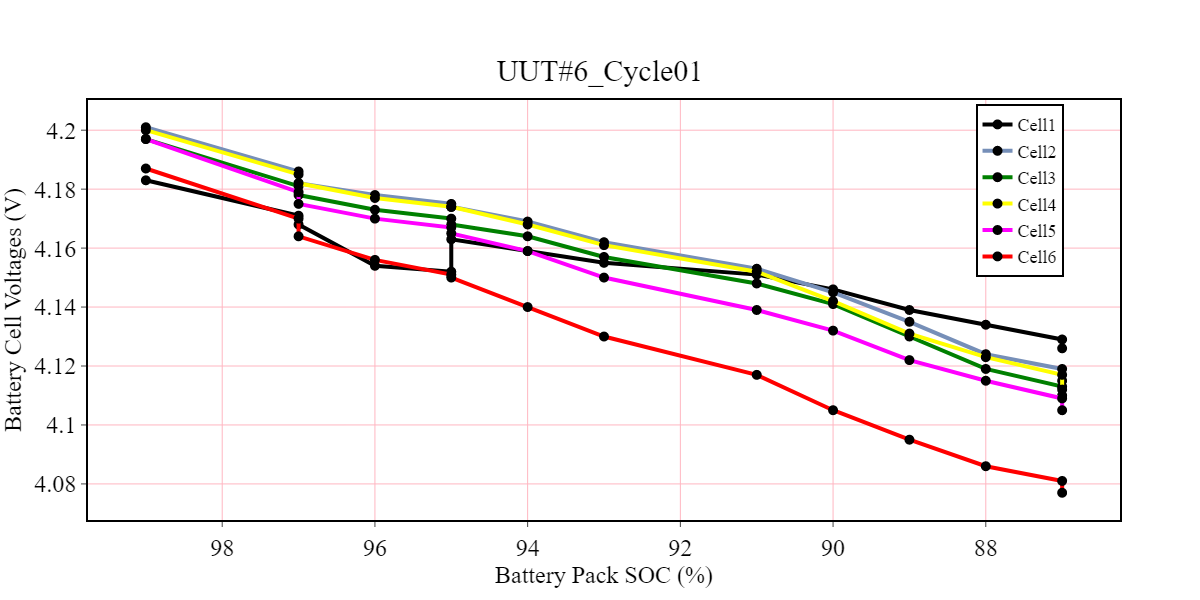 UUT#6_Cycle01
Battery Cell Voltages (V)
4.2
4.18
4.16
4.14
4.12
4.1
4.08
Cell1
Cell2
Cell3
Cell4
Cell5
Cell6
98 96 94 92 90 88
Battery Pack SOC (%)